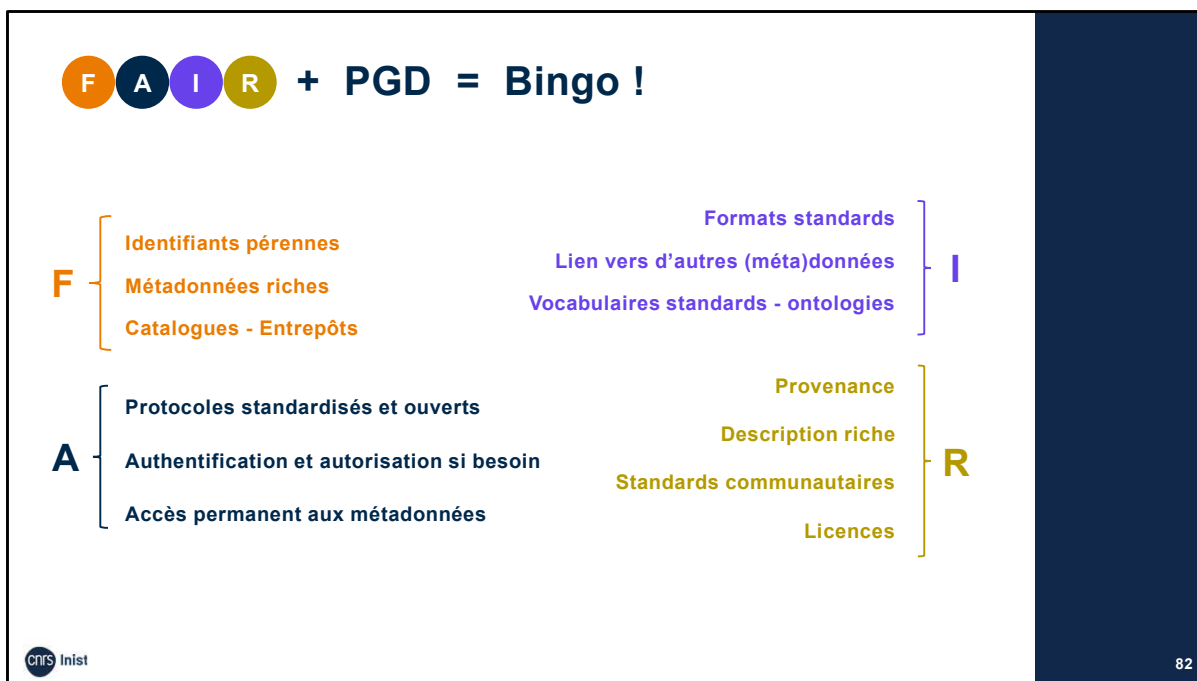 F A I R + PGD = Bingo !
F
Identifiants pérennes
Métadonnées riches
Catalogues - Entrepôts
A
Protocoles standardisés et ouverts
Authentification et autorisation si besoin
Accès permanent aux métadonnées
Formats standards
Lien vers d’autres (méta)données
Vocabulaires standards - ontologies
I
Provenance
Description riche
Standards communautaires
Licences
R
cnrs Inist
82